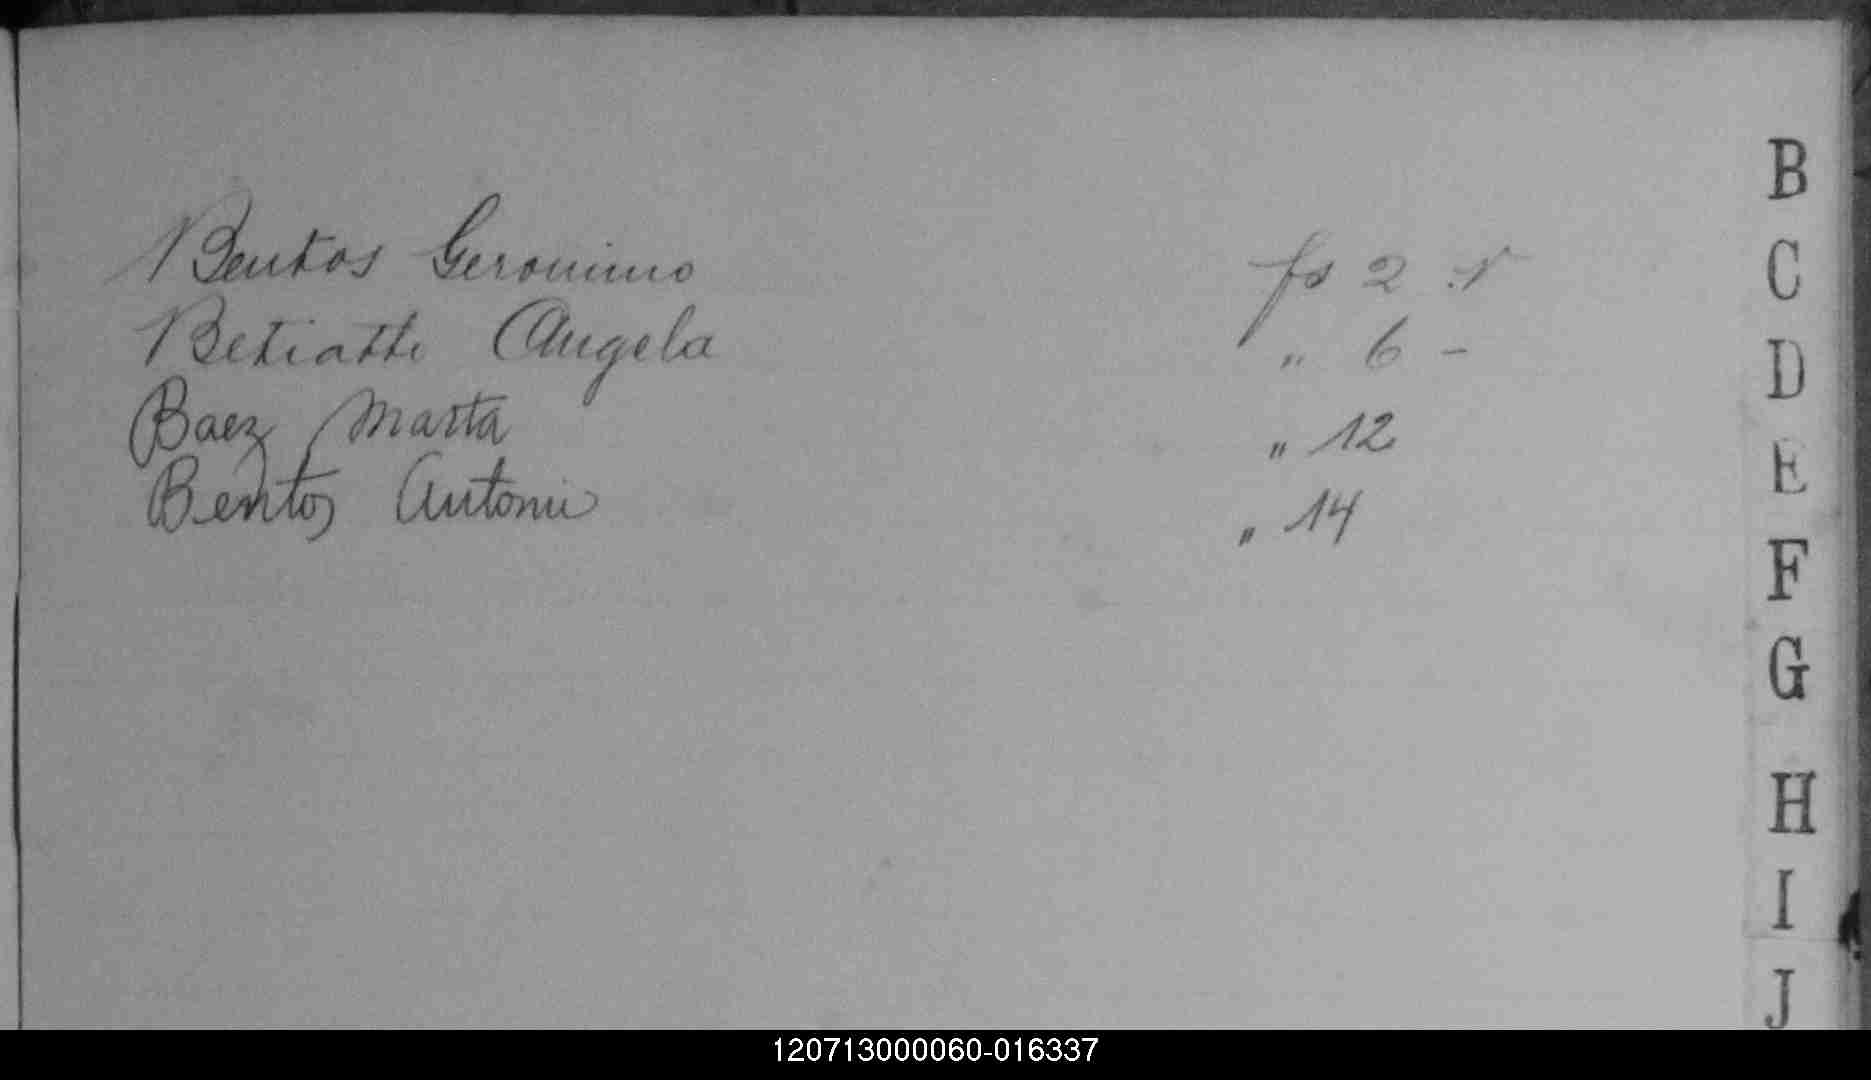 Bentos Geronimo fs 2 v
Betiatti Angela " 6 -
Baez Marta " 12
Bentos Antonio " 14
B
C
D
E
F
G
H
I
J
120713000060-016337